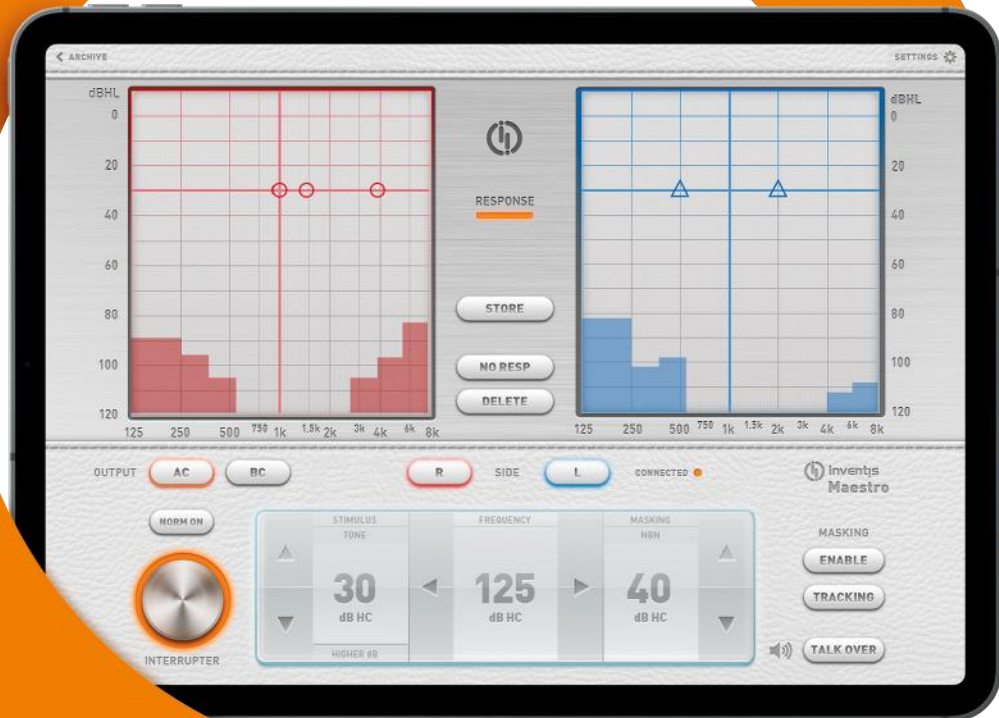 ARCHIVE
SETTINGS
dBHL
0
20
40
60
80
100
120
125 250 500 750 1k 1.5k 2k 3k 4k 6k 8k
RESPONSE
STORE
NO RESP
DELETE
dBHL
0
20
40
60
80
100
120
125 250 500 750 1k 1.5k 2k 3k 4k 6k 8k
OUTPUT AC BC R SIDE L CONNECTED
inventis
Maestro
NORM ON
INTERRUPTER
STIMULUS FREQUENCY MASKING
TONE NBN
30 125 40
dB HC dB HC dB HC
HIGHER dB
MASKING
ENABLE
TRACKING
TALK OVER